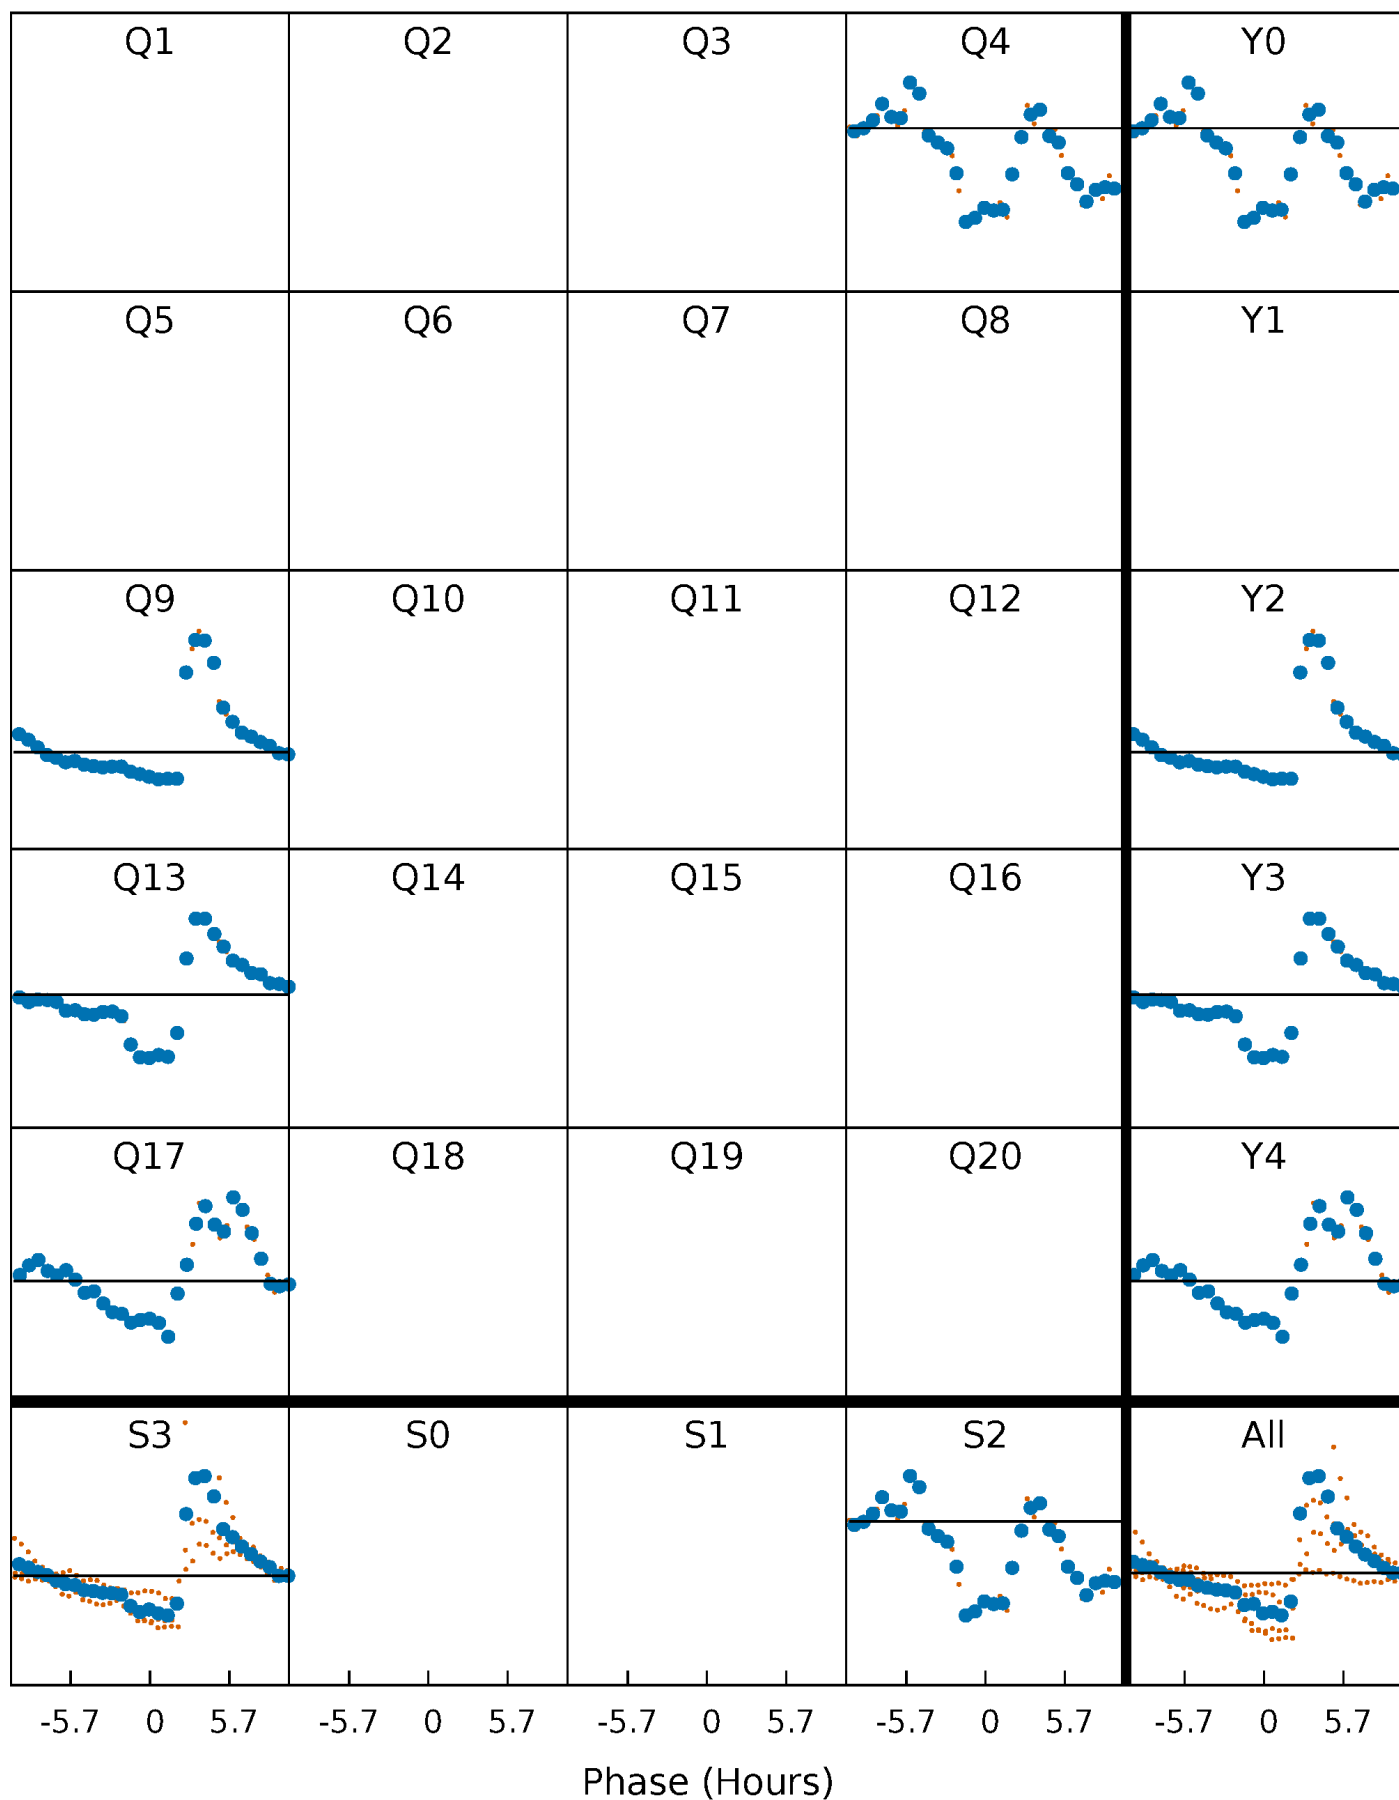 Q1 Q2 Q3 Q4 Y0
Q5 Q6 Q7 Q8 Y1
Q9 Q10 Q11 Q12 Y2
Q13 Q14 Q15 Q16 Y3
Q17 Q18 Q19 Q20 Y4
S3 S0 S1 S2 All
-5.7 0 5.7 -5.7 0 5.7 -5.7 0 5.7 -5.7 0 5.7 -5.7 0 5.7
Phase (Hours)